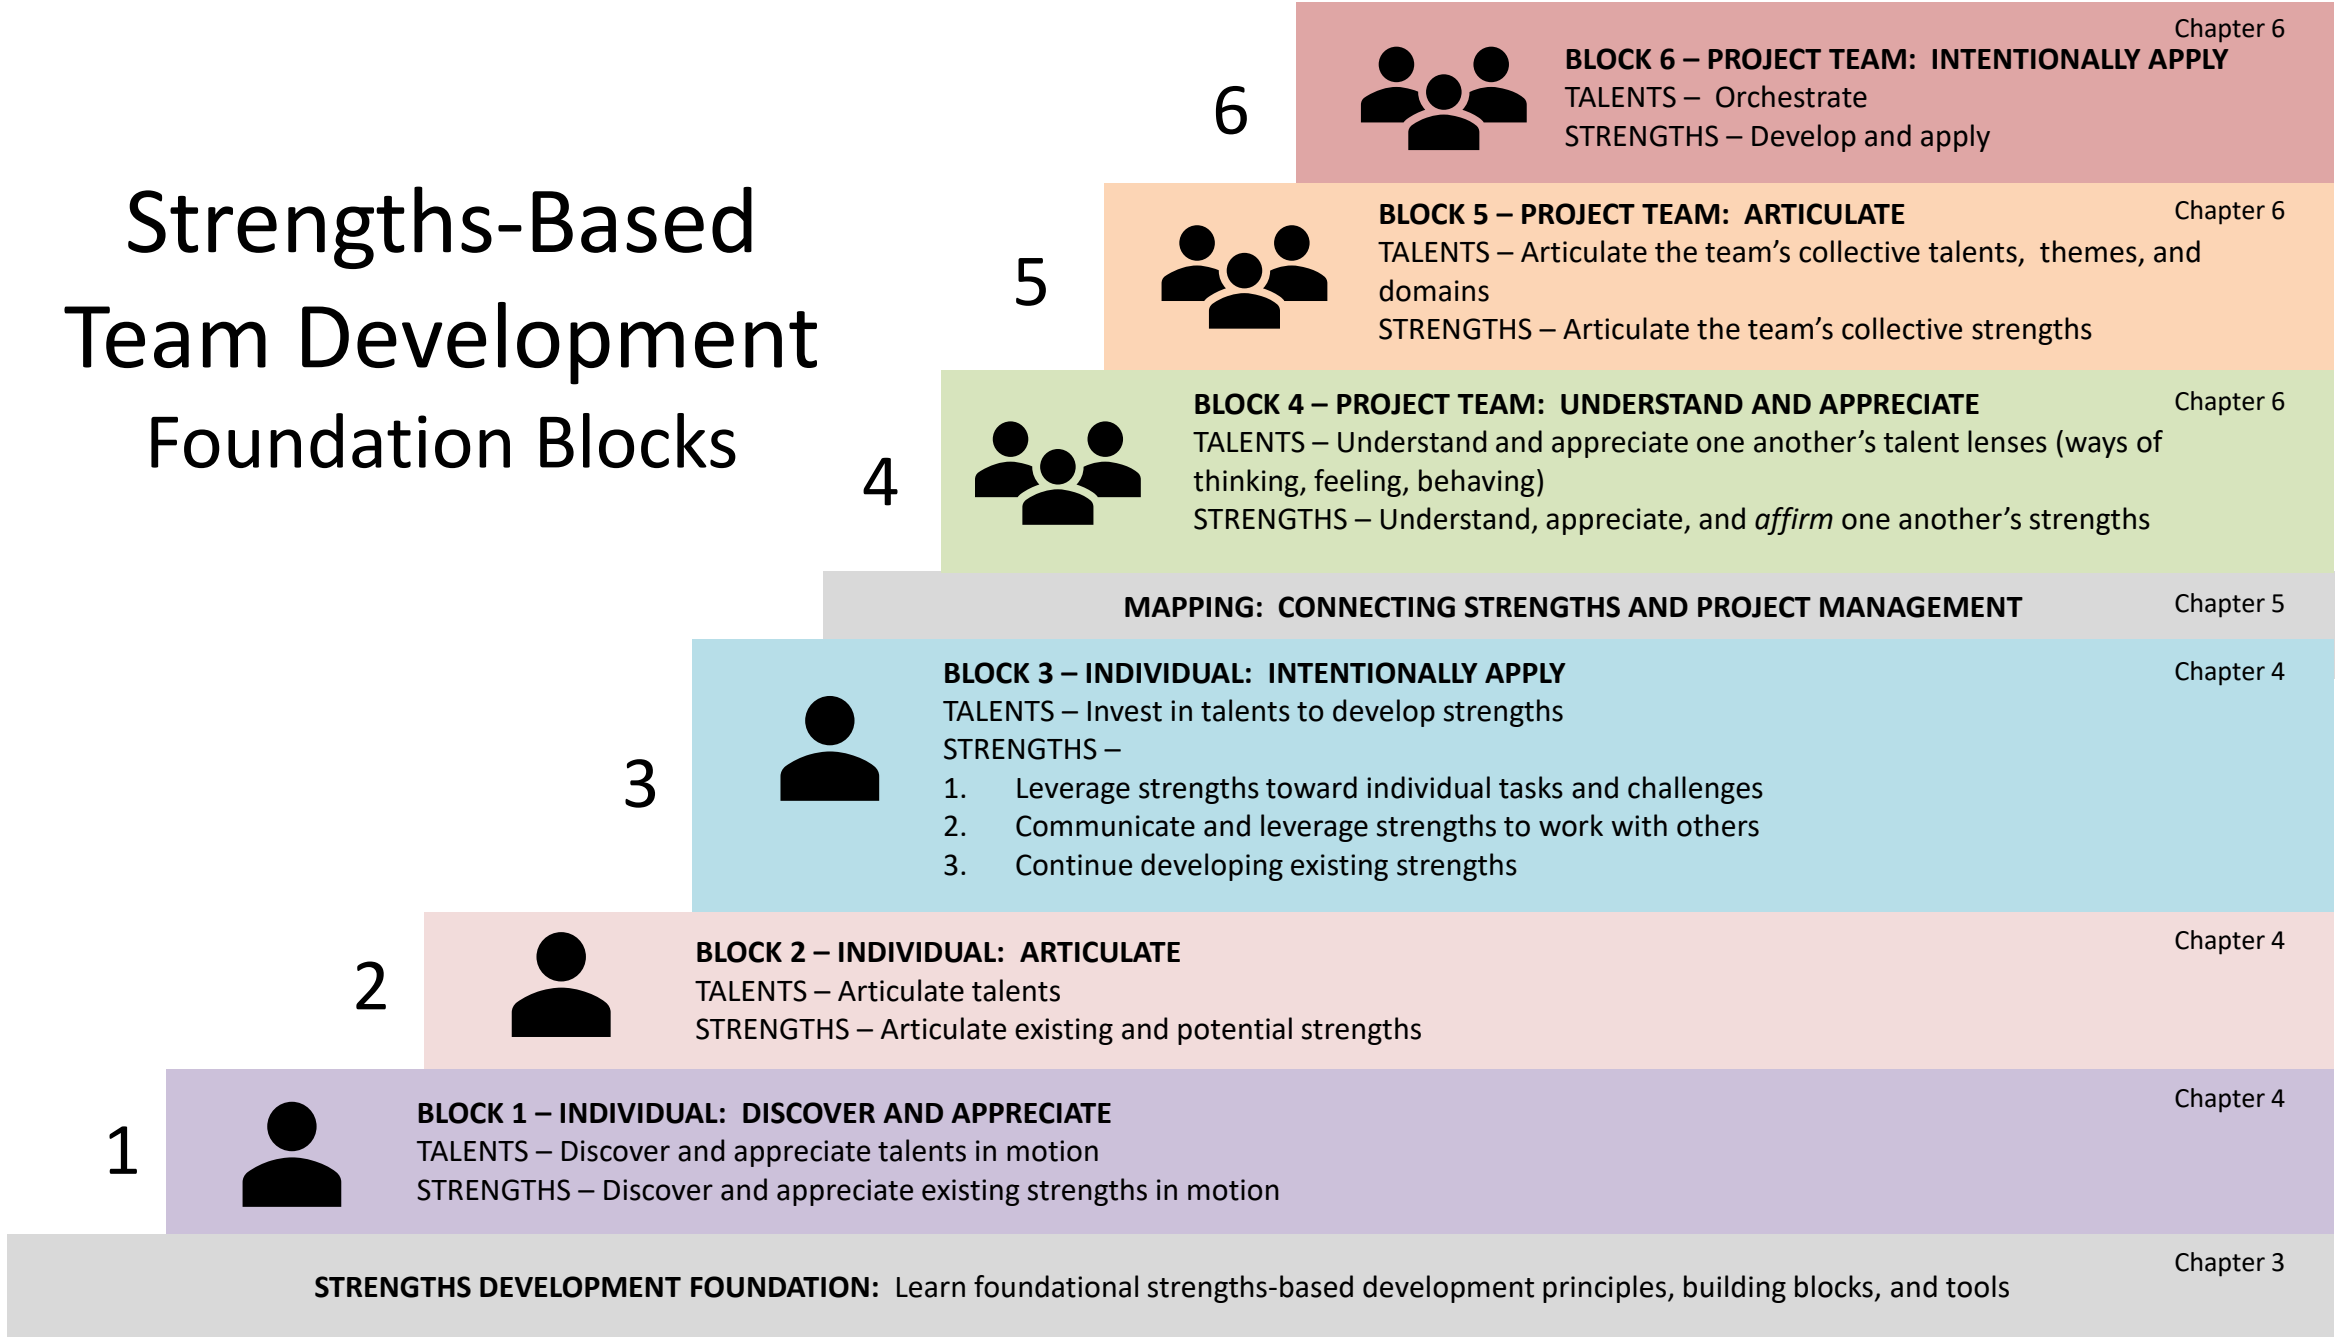 Strengths-Based
Team Development
Foundation Blocks
6
Chapter 6
BLOCK 6 – PROJECT TEAM:  INTENTIONALLY APPLY
TALENTS –  Orchestrate
STRENGTHS – Develop and apply
5
Chapter 6
BLOCK 5 – PROJECT TEAM:  ARTICULATE
TALENTS – Articulate the team’s collective talents,  themes, and
domains
STRENGTHS – Articulate the team’s collective strengths
4
Chapter 6
BLOCK 4 – PROJECT TEAM:  UNDERSTAND AND APPRECIATE
TALENTS – Understand and appreciate one another’s talent lenses (ways of
thinking, feeling, behaving)
STRENGTHS – Understand, appreciate, and affirm one another’s strengths
MAPPING:  CONNECTING STRENGTHS AND PROJECT MANAGEMENT
Chapter 5
3
Chapter 4
BLOCK 3 – INDIVIDUAL:  INTENTIONALLY APPLY
TALENTS – Invest in talents to develop strengths
STRENGTHS –
1. Leverage strengths toward individual tasks and challenges
2. Communicate and leverage strengths to work with others
3. Continue developing existing strengths
2
Chapter 4
BLOCK 2 – INDIVIDUAL:  ARTICULATE
TALENTS – Articulate talents
STRENGTHS – Articulate existing and potential strengths
1
Chapter 4
BLOCK 1 – INDIVIDUAL:  DISCOVER AND APPRECIATE
TALENTS – Discover and appreciate talents in motion
STRENGTHS – Discover and appreciate existing strengths in motion
Chapter 3
STRENGTHS DEVELOPMENT FOUNDATION:  Learn foundational strengths-based development principles, building blocks, and tools